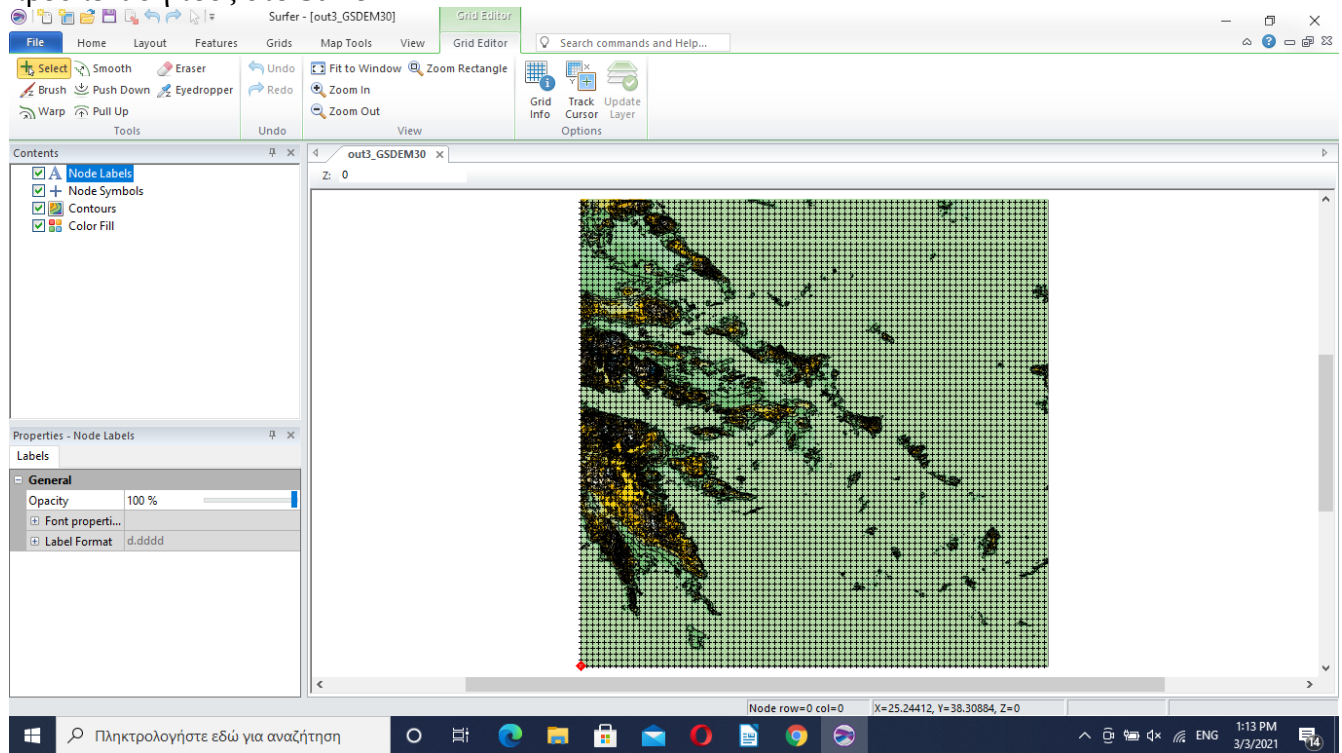 Surfer - [out3_GSDEM30]
Grid Editor
File Home Layout Features Grids Map Tools View Grid Editor Search commands and Help...
Select Smooth Eraser Undo Fit to Window Zoom Rectangle
Brush Push Down Eyedropper Redo Zoom In
Warp Pull Up Zoom Out
Grid Info Track Cursor Update Layer
Tools Undo View Options
Contents
Node Labels
Node Symbols
Contours
Color Fill
out3_GSDEM30
Z: 0
Properties - Node Labels
Labels
General
Opacity 100 %
Font properti...
Label Format d.dddd
Node row=0 col=0 X=25.24412, Y=38.30884, Z=0
Πληκτρολογήστε εδώ για αναζήτηση
ENG
1:13 PM
3/3/2021
14